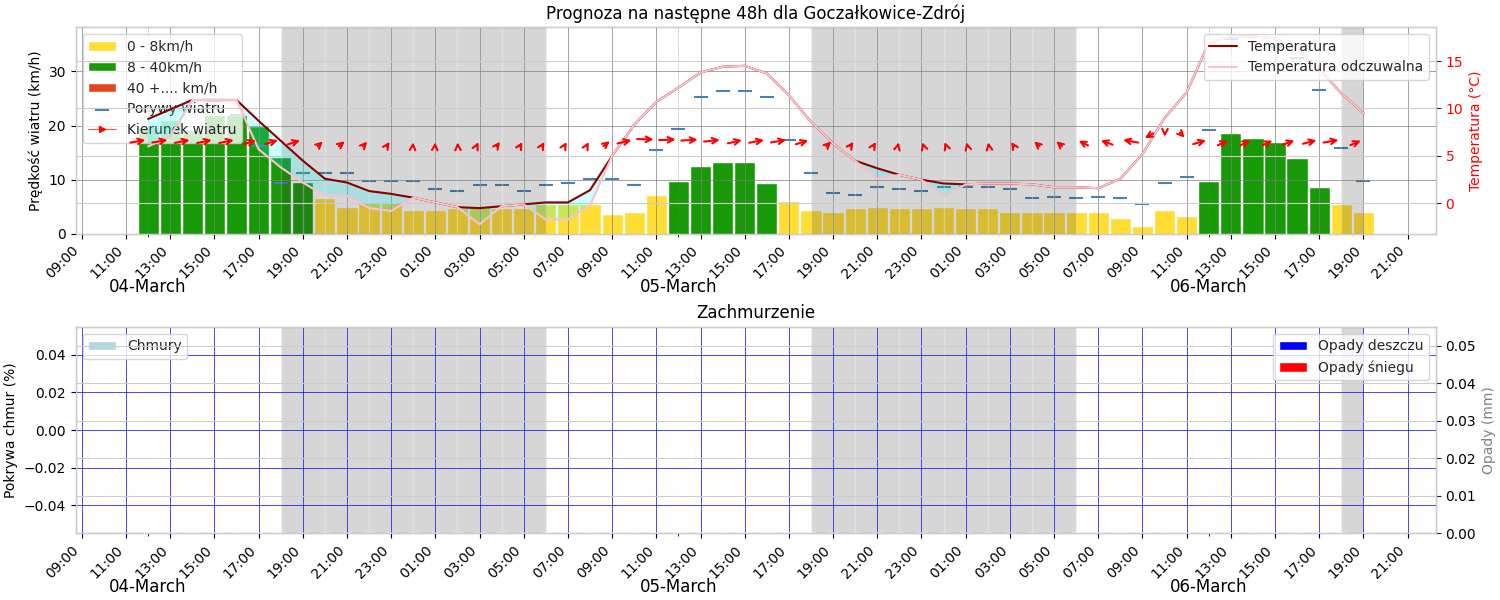 Prognoza na następne 48h dla Goczałkowice-Zdrój
0 - 8km/h
8 - 40km/h
40 +.... km/h
Porywy wiatru
Kierunek wiatru
Temperatura
Temperatura odczuwalna
Prędkość wiatru (km/h)
30
20
10
0
Temperatura (°C)
15
10
5
0
09:00 11:00 13:00 15:00 17:00 19:00 21:00 23:00 01:00 03:00 05:00 07:00 09:00 11:00 13:00 15:00 17:00 19:00 21:00 23:00 01:00 03:00 05:00 07:00 09:00 11:00 13:00 15:00 17:00 19:00 21:00
04-March 05-March 06-March
Zachmurzenie
Chmury
Opady deszczu
Opady śniegu
Pokrywa chmur (%)
0.04
0.02
0.00
−0.02
−0.04
Opady (mm)
0.05
0.04
0.03
0.02
0.01
0.00
09:00 11:00 13:00 15:00 17:00 19:00 21:00 23:00 01:00 03:00 05:00 07:00 09:00 11:00 13:00 15:00 17:00 19:00 21:00 23:00 01:00 03:00 05:00 07:00 09:00 11:00 13:00 15:00 17:00 19:00 21:00
04-March 05-March 06-March